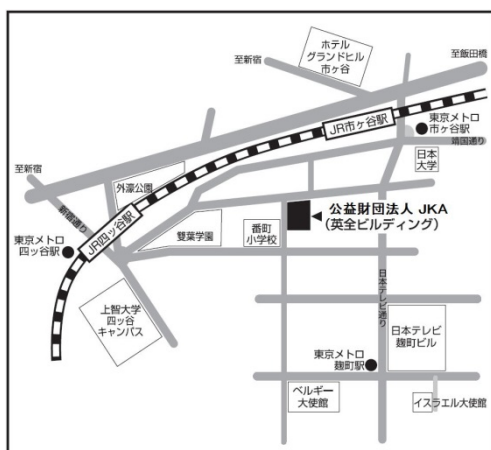 ホテル
グランドヒル
市ヶ谷
至新宿
至飯田橋
JR市ヶ谷駅
東京メトロ
市ヶ谷駅
靖国通り
日本
大学
至新宿
外濠公園
新宿通り
JR四ッ谷駅
東京メトロ
四ッ谷駅
雙葉学園
番町
小学校
公益財団法人 JKA
(英全ビルディング)
上智大学
四ッ谷
キャンパス
日本テレビ通り
日本テレビ
麹町ビル
東京メトロ
麹町駅
ベルギー
大使館
イスラエル大使館